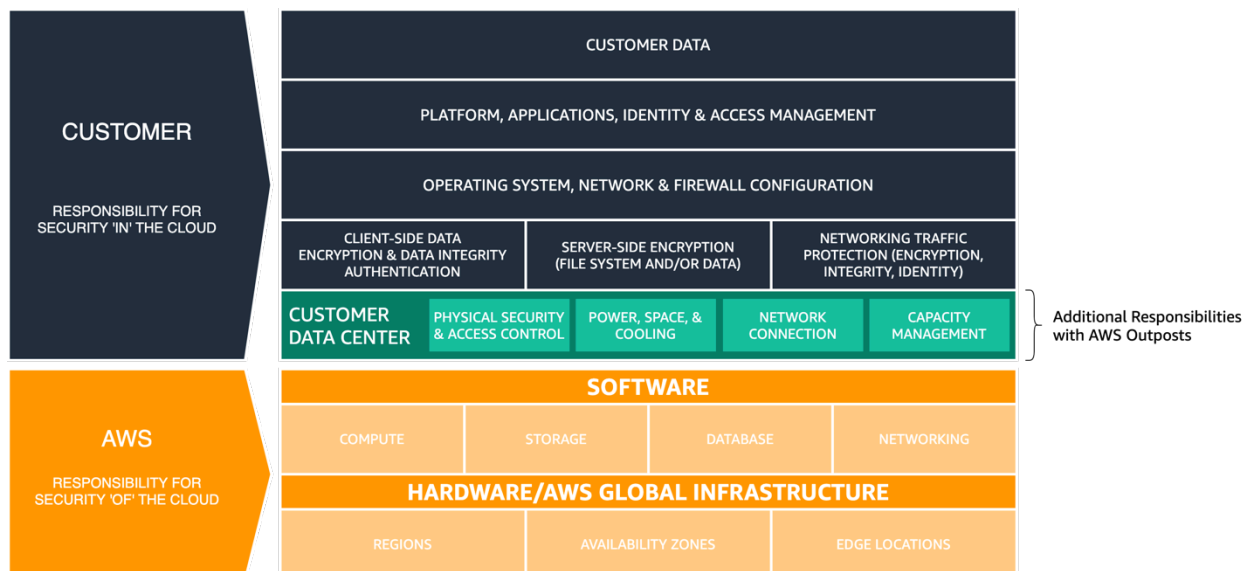 CUSTOMER DATA
PLATFORM, APPLICATIONS, IDENTITY & ACCESS MANAGEMENT
CUSTOMER
OPERATING SYSTEM, NETWORK & FIREWALL CONFIGURATION
RESPONSIBILITY FOR
SECURITY 'IN' THE CLOUD
CLIENT-SIDE DATA
ENCRYPTION & DATA INTEGRITY
AUTHENTICATION
SERVER-SIDE ENCRYPTION
(FILE SYSTEM AND/OR DATA)
NETWORKING TRAFFIC
PROTECTION (ENCRYPTION,
INTEGRITY, IDENTITY)
CUSTOMER
DATA CENTER
PHYSICAL SECURITY
& ACCESS CONTROL
POWER, SPACE, &
COOLING
NETWORK
CONNECTION
CAPACITY
MANAGEMENT
Additional Responsibilities
with AWS Outposts
SOFTWARE
AWS
RESPONSIBILITY FOR
SECURITY 'OF' THE CLOUD
COMPUTE
STORAGE
DATABASE
NETWORKING
HARDWARE/AWS GLOBAL INFRASTRUCTURE
REGIONS
AVAILABILITY ZONES
EDGE LOCATIONS